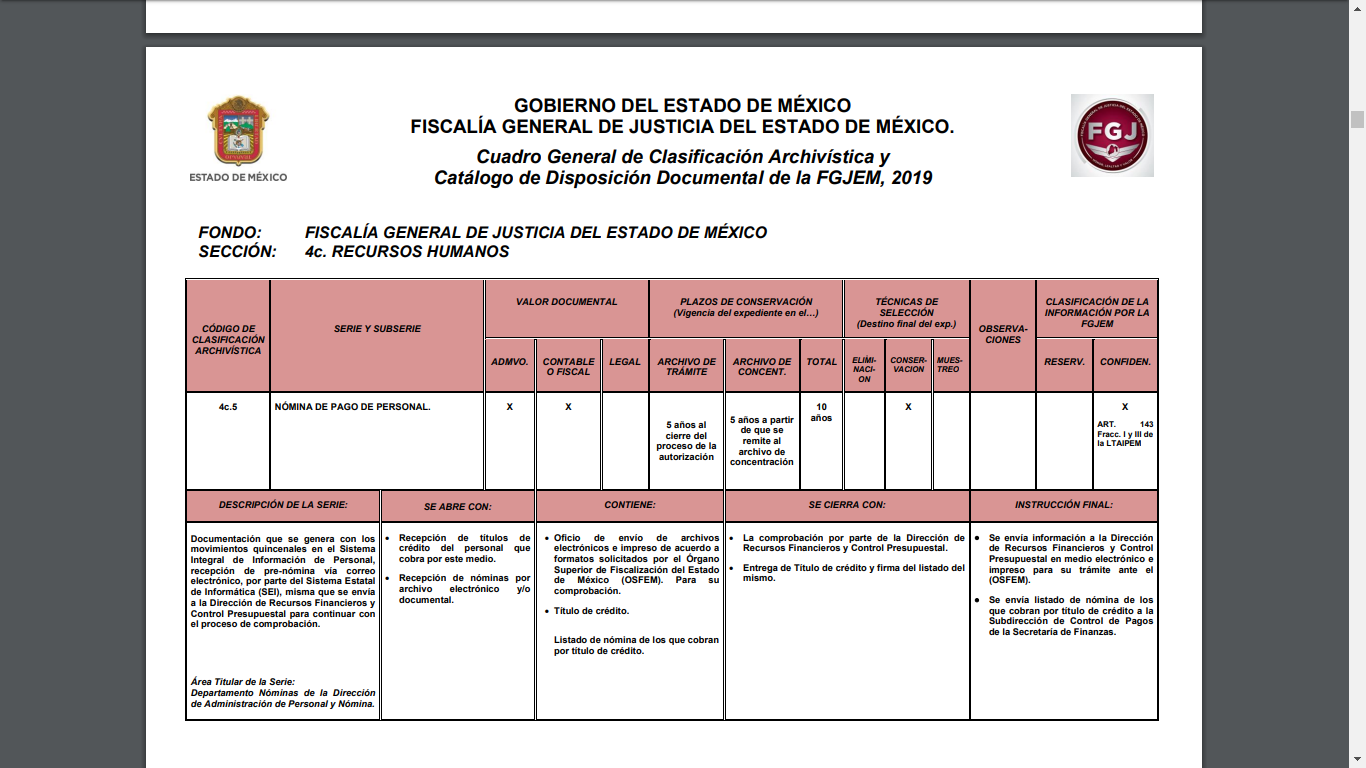 GOBIERNO DEL ESTADO DE MÉXICO
FISCALÍA GENERAL DE JUSTICIA DEL ESTADO DE MÉXICO.
Cuadro General de Clasificación Archivística y
Catálogo de Disposición Documental de la FGJEM, 2019
ESTADO DE MÉXICO
FGJ
FONDO: FISCALÍA GENERAL DE JUSTICIA DEL ESTADO DE MÉXICO
SECCIÓN: 4c. RECURSOS HUMANOS
CÓDIGO DE
CLASIFICACIÓN
ARCHIVÍSTICA
SERIE Y SUBSERIE
VALOR DOCUMENTAL
ADMVO.
CONTABLE
O FISCAL
LEGAL
PLAZOS DE CONSERVACIÓN
(Vigencia del expediente en el...)
ARCHIVO DE
TRÁMITE
ARCHIVO DE
CONCENT.
TOTAL
TÉCNICAS DE
SELECCIÓN
(Destino final del exp.)
ELIMI-
NACI-
ON
CONSER-
VACION
MUES-
TREO
OBSERVA-
CIONES
CLASIFICACIÓN DE LA
INFORMACIÓN POR LA
FGJEM
RESERV.
CONFIDEN.
4c.5
NÓMINA DE PAGO DE PERSONAL.
X
X
5 años al
cierre del
proceso de la
autorización
5 años a partir
de que se
remite al
archivo de
concentración
10
años
X
X
ART. 143
Fracc. I y III de
la LTAIPEM
DESCRIPCIÓN DE LA SERIE:
SE ABRE CON:
CONTIENE:
SE CIERRA CON:
INSTRUCCIÓN FINAL:
Documentación que se genera con los
movimientos quincenales en el Sistema
Integral de Información de Personal,
recepción de pre-nómina vía correo
electrónico, por parte del Sistema Estatal
de Informática (SEI), misma que se envía
a la Dirección de Recursos Financieros y
Control Presupuestal para continuar con
el proceso de comprobación.
Área Titular de la Serie:
Departamento Nóminas de la Dirección
de Administración de Personal y Nómina.
• Recepción de títulos de
crédito del personal que
cobra por este medio.
• Recepción de nóminas por
archivo electrónico y/o
documental.
• Oficio de envío de archivos
electrónicos e impreso de acuerdo a
formatos solicitados por el Órgano
Superior de Fiscalización del Estado
de México (OSFEM). Para su
comprobación.
• Título de crédito.
Listado de nómina de los que cobran
por título de crédito.
• La comprobación por parte de la Dirección de
Recursos Financieros y Control Presupuestal.
• Entrega de Título de crédito y firma del listado del
mismo.
• Se envía información a la Dirección
de Recursos Financieros y Control
Presupuestal en medio electrónico e
impreso para su trámite ante el
(OSFEM).
• Se envía listado de nómina de los
que cobran por título de crédito a la
Subdirección de Control de Pagos
de la Secretaría de Finanzas.